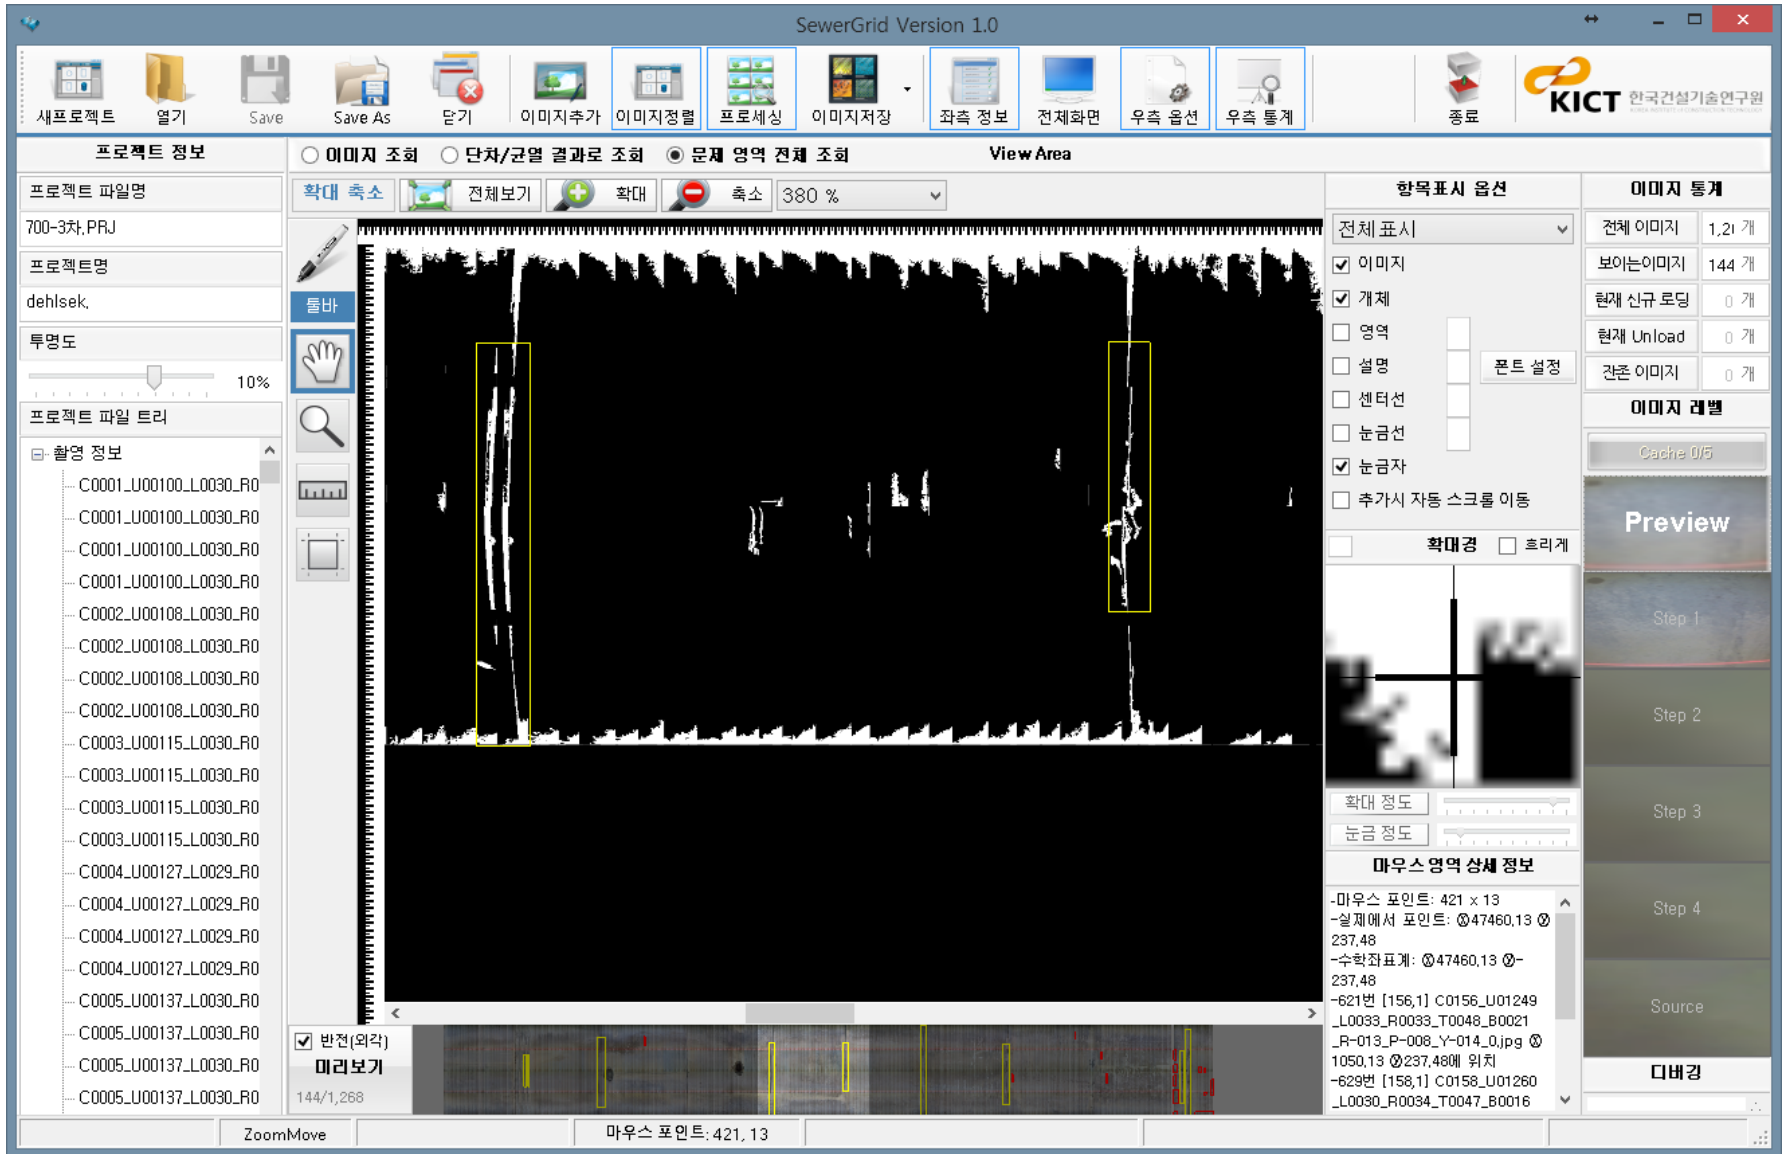 SewerGrid Version 1.0
새프로젝트
열기
Save
Save As
닫기
이미지추가
이미지정렬
프로세싱
이미지저장
좌측 정보
전체화면
우측 옵션
우측 통계
종료
KICT 한국건설기술연구원
프로젝트 정보
이미지 조회
단차/균열 결과로 조회
문제 영역 전체 조회
View Area
프로젝트 파일명
700-3차.PRJ
프로젝트명
dehlsek.
투명도
10%
프로젝트 파일 트리
촬영 정보
C0001_U00100_L0030_R0
C0001_U00100_L0030_R0
C0001_U00100_L0030_R0
C0001_U00100_L0030_R0
C0002_U00108_L0030_R0
C0002_U00108_L0030_R0
C0002_U00108_L0030_R0
C0002_U00108_L0030_R0
C0003_U00115_L0030_R0
C0003_U00115_L0030_R0
C0003_U00115_L0030_R0
C0003_U00115_L0030_R0
C0004_U00127_L0029_R0
C0004_U00127_L0029_R0
C0004_U00127_L0029_R0
C0004_U00127_L0029_R0
C0005_U00137_L0030_R0
C0005_U00137_L0030_R0
C0005_U00137_L0030_R0
C0005_U00137_L0030_R0
확대 축소
전체보기
확대
축소
380 %
툴바
반전(외각)
미리보기
144/1,268
항목표시 옵션
전체표시
이미지
개체
영역
설명
폰트 설정
센터선
눈금선
눈금자
추가시 자동 스크롤 이동
확대경
흐리게
확대 정도
눈금 정도
마우스 영역 상세 정보
-마우스 포인트: 421 x 13
-실제에서 포인트: ⓧ47460,13 ⓨ
237,48
-수학좌표계: ⓧ47460,13 ⓨ-
237,48
-621번 [156,1] C0156_U01249
_L0033_R0033_T0048_B0021
_R-013_P-008_Y-014_0.jpg ⓧ
1050,13 ⓨ237,48에 위치
-629번 [158,1] C0158_U01260
_L0030_R0034_T0047_B0016
이미지 통계
전체 이미지 1,2 개
보이는이미지 144 개
현재 신규 로딩 0 개
현재 Unload 0 개
잔존 이미지 0 개
이미지 레벨
Cache 0/5
Preview
Step 1
Step 2
Step 3
Step 4
Source
디버깅
ZoomMove
마우스 포인트: 421, 13